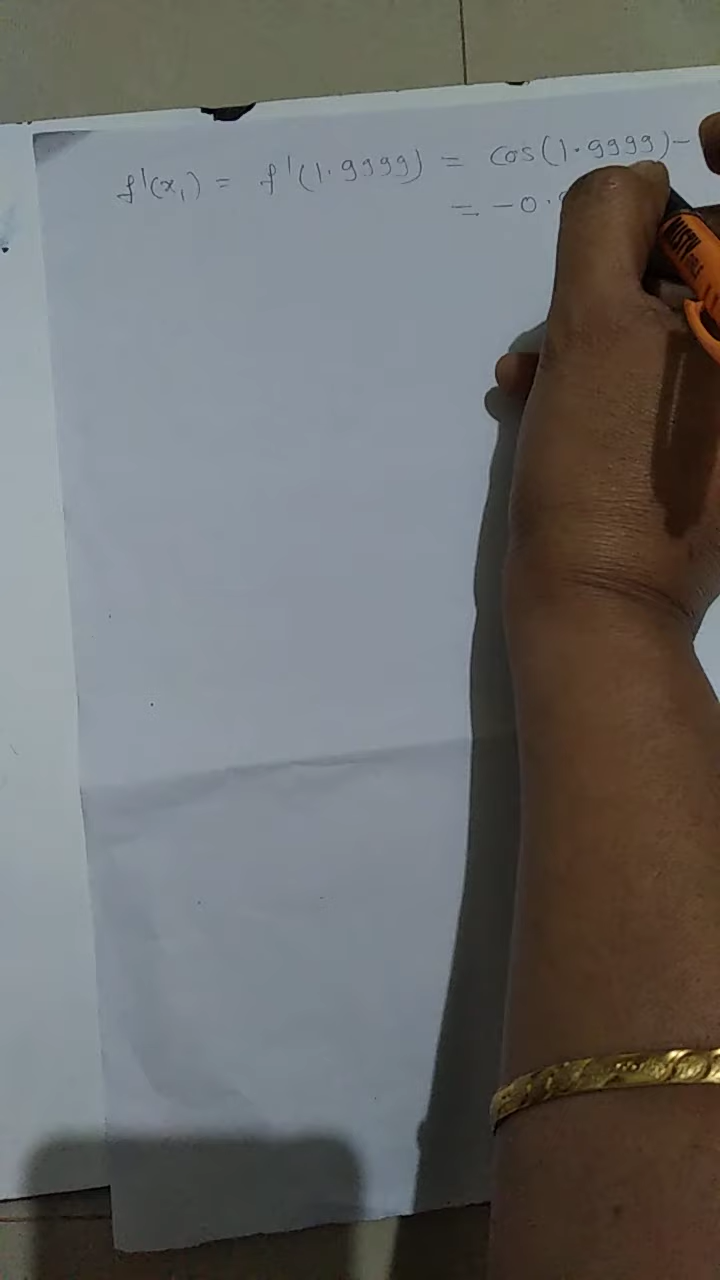 f'(x₁) = f'(1.9999) = cos(1.9999) -
= -0.